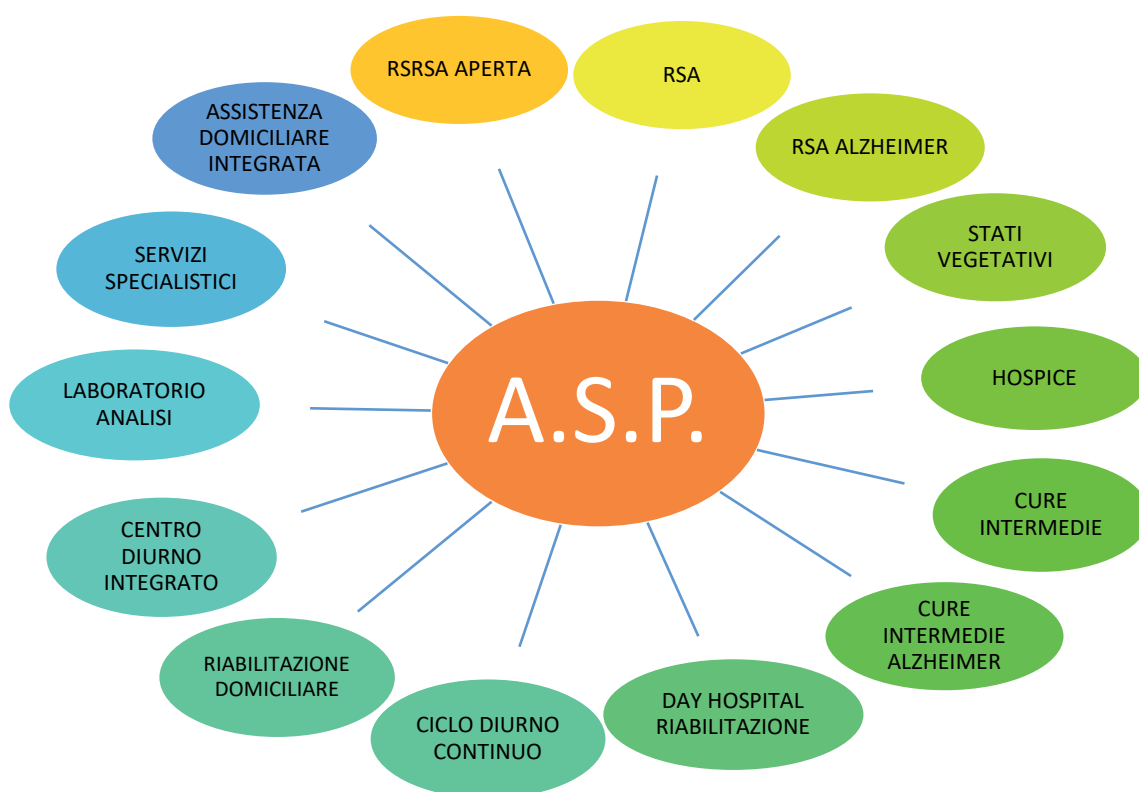 RSRSA APERTA
RSA
ASSISTENZA
DOMICILIARE
INTEGRATA
RSA ALZHEIMER
SERVIZI
SPECIALISTICI
STATI
VEGETATIVI
LABORATORIO
ANALISI
A.S.P.
HOSPICE
CENTRO
DIURNO
INTEGRATO
CURE
INTERMEDIE
RIABILITAZIONE
DOMICILIARE
CURE
INTERMEDIE
ALZHEIMER
CICLO DIURNO
CONTINUO
DAY HOSPITAL
RIABILITAZIONE